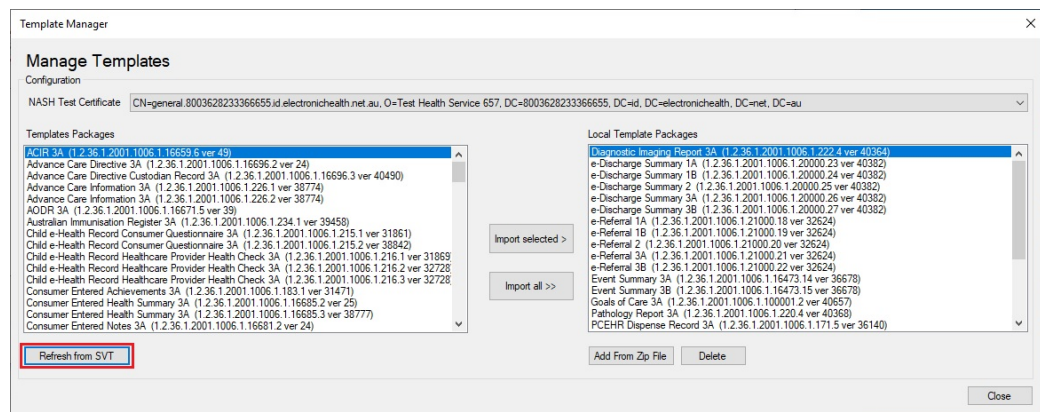 Template Manager
Manage Templates
Configuration
NASH Test Certificate CN=general.8003628233366655.id.electronichealth.net.au, O=Test Health Service 657, DC=8003628233366655, DC=id, DC=electronichealth, DC=net, DC=au
Templates Packages
ACIR 3A (1.2.36.1.2001.1006.1.16659.6 ver 49)
Advance Care Directive 3A (1.2.36.1.2001.1006.1.16696.2 ver 24)
Advance Care Directive Custodian Record 3A (1.2.36.1.2001.1006.1.16696.3 ver 40490)
Advance Care Information 3A (1.2.36.1.2001.1006.1.226.1 ver 38774)
Advance Care Information 3A (1.2.36.1.2001.1006.1.226.2 ver 38774)
AODR 3A (1.2.36.1.2001.1006.1.16671.5 ver 39)
Australian Immunisation Register 3A (1.2.36.1.2001.1006.1.234.1 ver 39458)
Child e-Health Record Consumer Questionnaire 3A (1.2.36.1.2001.1006.1.215.1 ver 31861)
Child e-Health Record Consumer Questionnaire 3A (1.2.36.1.2001.1006.1.215.2 ver 38842)
Child e-Health Record Healthcare Provider Health Check 3A (1.2.36.1.2001.1006.1.216.1 ver 31869
Child e-Health Record Healthcare Provider Health Check 3A (1.2.36.1.2001.1006.1.216.2 ver 32728
Child e-Health Record Healthcare Provider Health Check 3A (1.2.36.1.2001.1006.1.216.3 ver 32728
Consumer Entered Achievements 3A (1.2.36.1.2001.1006.1.183.1 ver 31471)
Consumer Entered Health Summary 3A (1.2.36.1.2001.1006.1.16685.2 ver 25)
Consumer Entered Health Summary 3A (1.2.36.1.2001.1006.1.16685.3 ver 38777)
Consumer Entered Notes 3A (1.2.36.1.2001.1006.1.16681.2 ver 24)
Refresh from SVT
Import selected >
Import all >>
Local Template Packages
Diagnostic Imaging Report 3A (1.2.36.1.2001.1006.1.222.4 ver 40364)
e-Discharge Summary 1A (1.2.36.1.2001.1006.1.20000.23 ver 40382)
e-Discharge Summary 1B (1.2.36.1.2001.1006.1.20000.24 ver 40382)
e-Discharge Summary 2 (1.2.36.1.2001.1006.1.20000.25 ver 40382)
e-Discharge Summary 3A (1.2.36.1.2001.1006.1.20000.26 ver 40382)
e-Discharge Summary 3B (1.2.36.1.2001.1006.1.20000.27 ver 40382)
e-Referral 1A (1.2.36.1.2001.1006.1.21000.18 ver 32624)
e-Referral 1B (1.2.36.1.2001.1006.1.21000.19 ver 32624)
e-Referral 2 (1.2.36.1.2001.1006.1.21000.20 ver 32624)
e-Referral 3A (1.2.36.1.2001.1006.1.21000.21 ver 32624)
e-Referral 3B (1.2.36.1.2001.1006.1.21000.22 ver 32624)
Event Summary 3A (1.2.36.1.2001.1006.1.16473.14 ver 36678)
Event Summary 3B (1.2.36.1.2001.1006.1.16473.15 ver 36678)
Goals of Care 3A (1.2.36.1.2001.1006.1.100001.2 ver 40657)
Pathology Report 3A (1.2.36.1.2001.1006.1.220.4 ver 40368)
PCEHR Dispense Record 3A (1.2.36.1.2001.1006.1.171.5 ver 36140)
Add From Zip File
Delete
Close